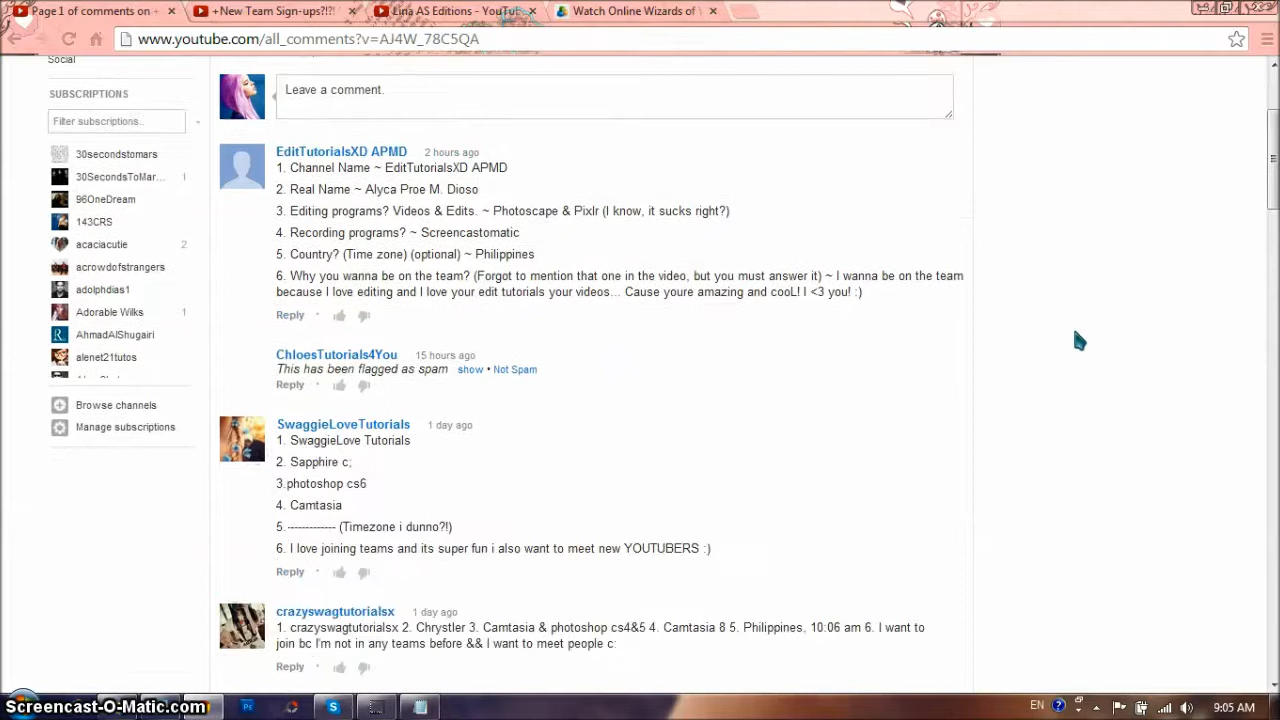 Page 1 of comments on +
+New Team Sign-ups?!?
Lina AS Editions - YouTu
Watch Online Wizards of
www.youtube.com/all_comments?v=AJ4W_78C5QA
Social
SUBSCRIPTIONS
Filter subscriptions..
30secondstomars
30SecondsToMar... 1
96OneDream
143CRS
acaciacutie 2
acrowdofstrangers
adolphdias1
Adorable Wilks 1
AhmadAlShugairi
alenet21tutos
Browse channels
Manage subscriptions
Leave a comment.
EditTutorialsXD APMD 2 hours ago
1. Channel Name ~ EditTutorialsXD APMD
2. Real Name ~ Alyca Proe M. Dioso
3. Editing programs? Videos & Edits. ~ Photoscape & Pixlr (I know, it sucks right?)
4. Recording programs? ~ Screencastomatic
5. Country? (Time zone) (optional) ~ Philippines
6. Why you wanna be on the team? (Forgot to mention that one in the video, but you must answer it) ~ I wanna be on the team
because I love editing and I love your edit tutorials your videos... Cause youre amazing and cooL! I <3 you! :)
Reply
ChloesTutorials4You 15 hours ago
This has been flagged as spam show • Not Spam
Reply
SwaggieLoveTutorials 1 day ago
1. SwaggieLove Tutorials
2. Sapphire c;
3.photoshop cs6
4. Camtasia
5.------------- (Timezone i dunno?!)
6. I love joining teams and its super fun i also want to meet new YOUTUBERS :)
Reply
crazyswagtutorialsx 1 day ago
1. crazyswagtutorialsx 2. Chrystler 3. Camtasia & photoshop cs4&5 4. Camtasia 8 5. Philippines, 10:06 am 6. I want to
join bc I'm not in any teams before && I want to meet people c:
Reply
Screencast-O-Matic.com
EN
9:05 AM